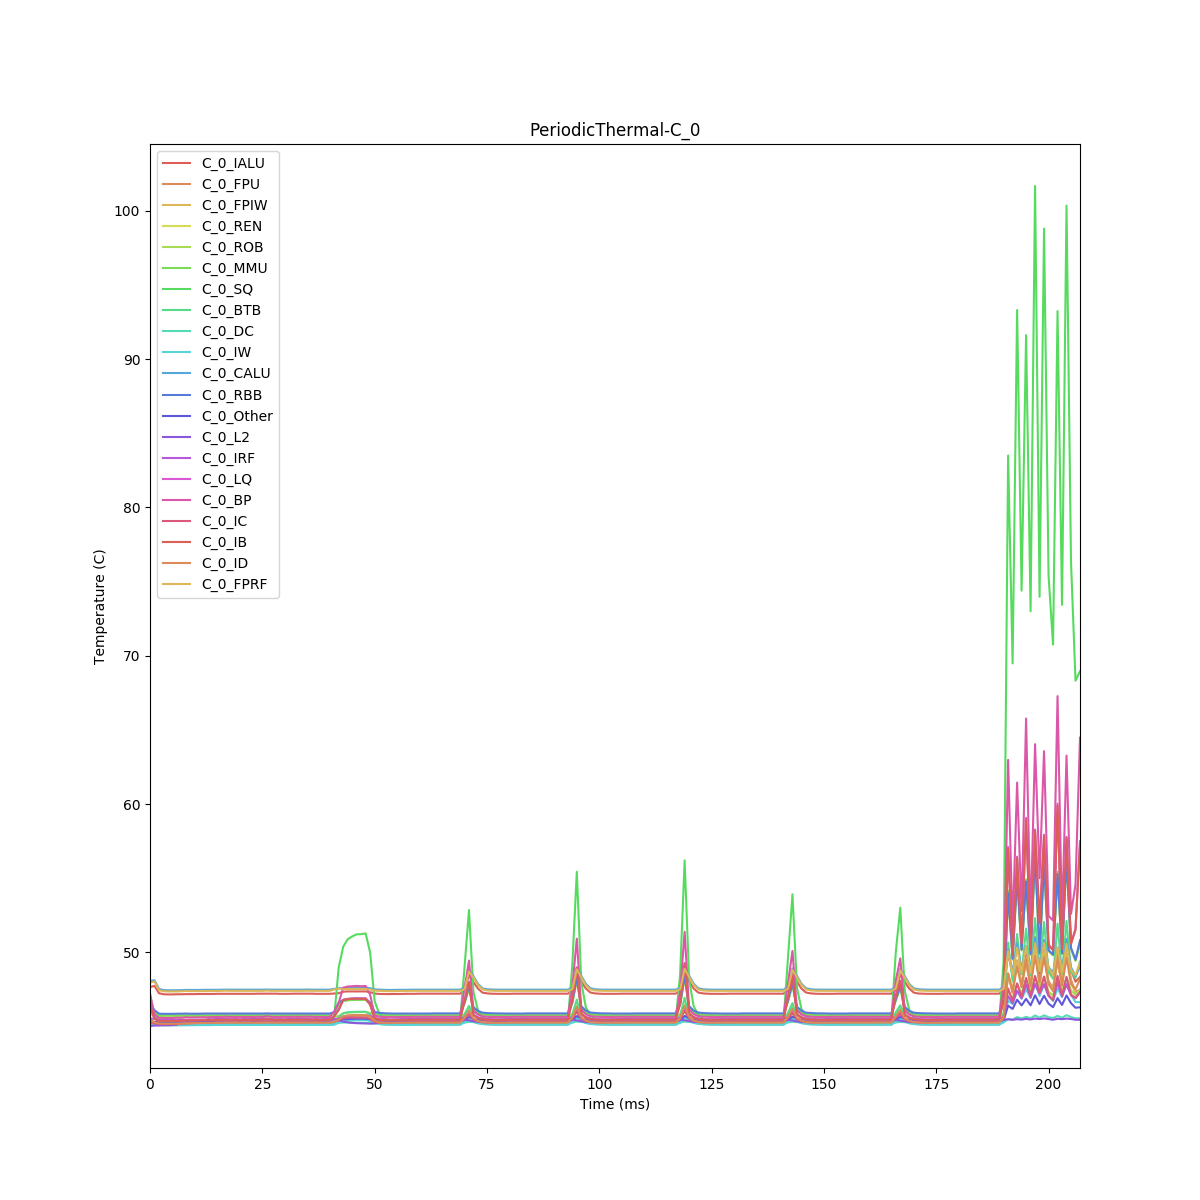 PeriodicThermal-C_0
C_0_IALU
C_0_FPU
C_0_FPIW
C_0_REN
C_0_ROB
C_0_MMU
C_0_SQ
C_0_BTB
C_0_DC
C_0_IW
C_0_CALU
C_0_RBB
C_0_Other
C_0_L2
C_0_IRF
C_0_LQ
C_0_BP
C_0_IC
C_0_IB
C_0_ID
C_0_FPRF
100
90
80
70
60
50
Temperature (C)
0 25 50 75 100 125 150 175 200
Time (ms)